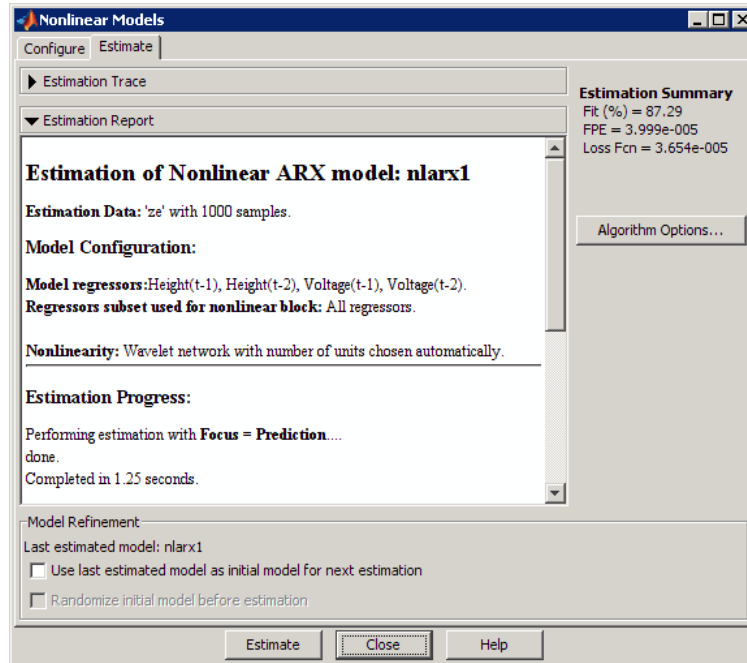 Nonlinear Models
Configure Estimate
Estimation Trace
Estimation Report
Estimation of Nonlinear ARX model: nlarx1
Estimation Data: 'ze' with 1000 samples.
Model Configuration:
Model regressors:Height(t-1), Height(t-2), Voltage(t-1), Voltage(t-2).
Regressors subset used for nonlinear block: All regressors.
Nonlinearity: Wavelet network with number of units chosen automatically.
Estimation Progress:
Performing estimation with Focus = Prediction....
done.
Completed in 1.25 seconds.
Estimation Summary
Fit (%) = 87.29
FPE = 3.999e-005
Loss Fcn = 3.654e-005
Algorithm Options...
Model Refinement
Last estimated model: nlarx1
Use last estimated model as initial model for next estimation
Randomize initial model before estimation
Estimate Close Help